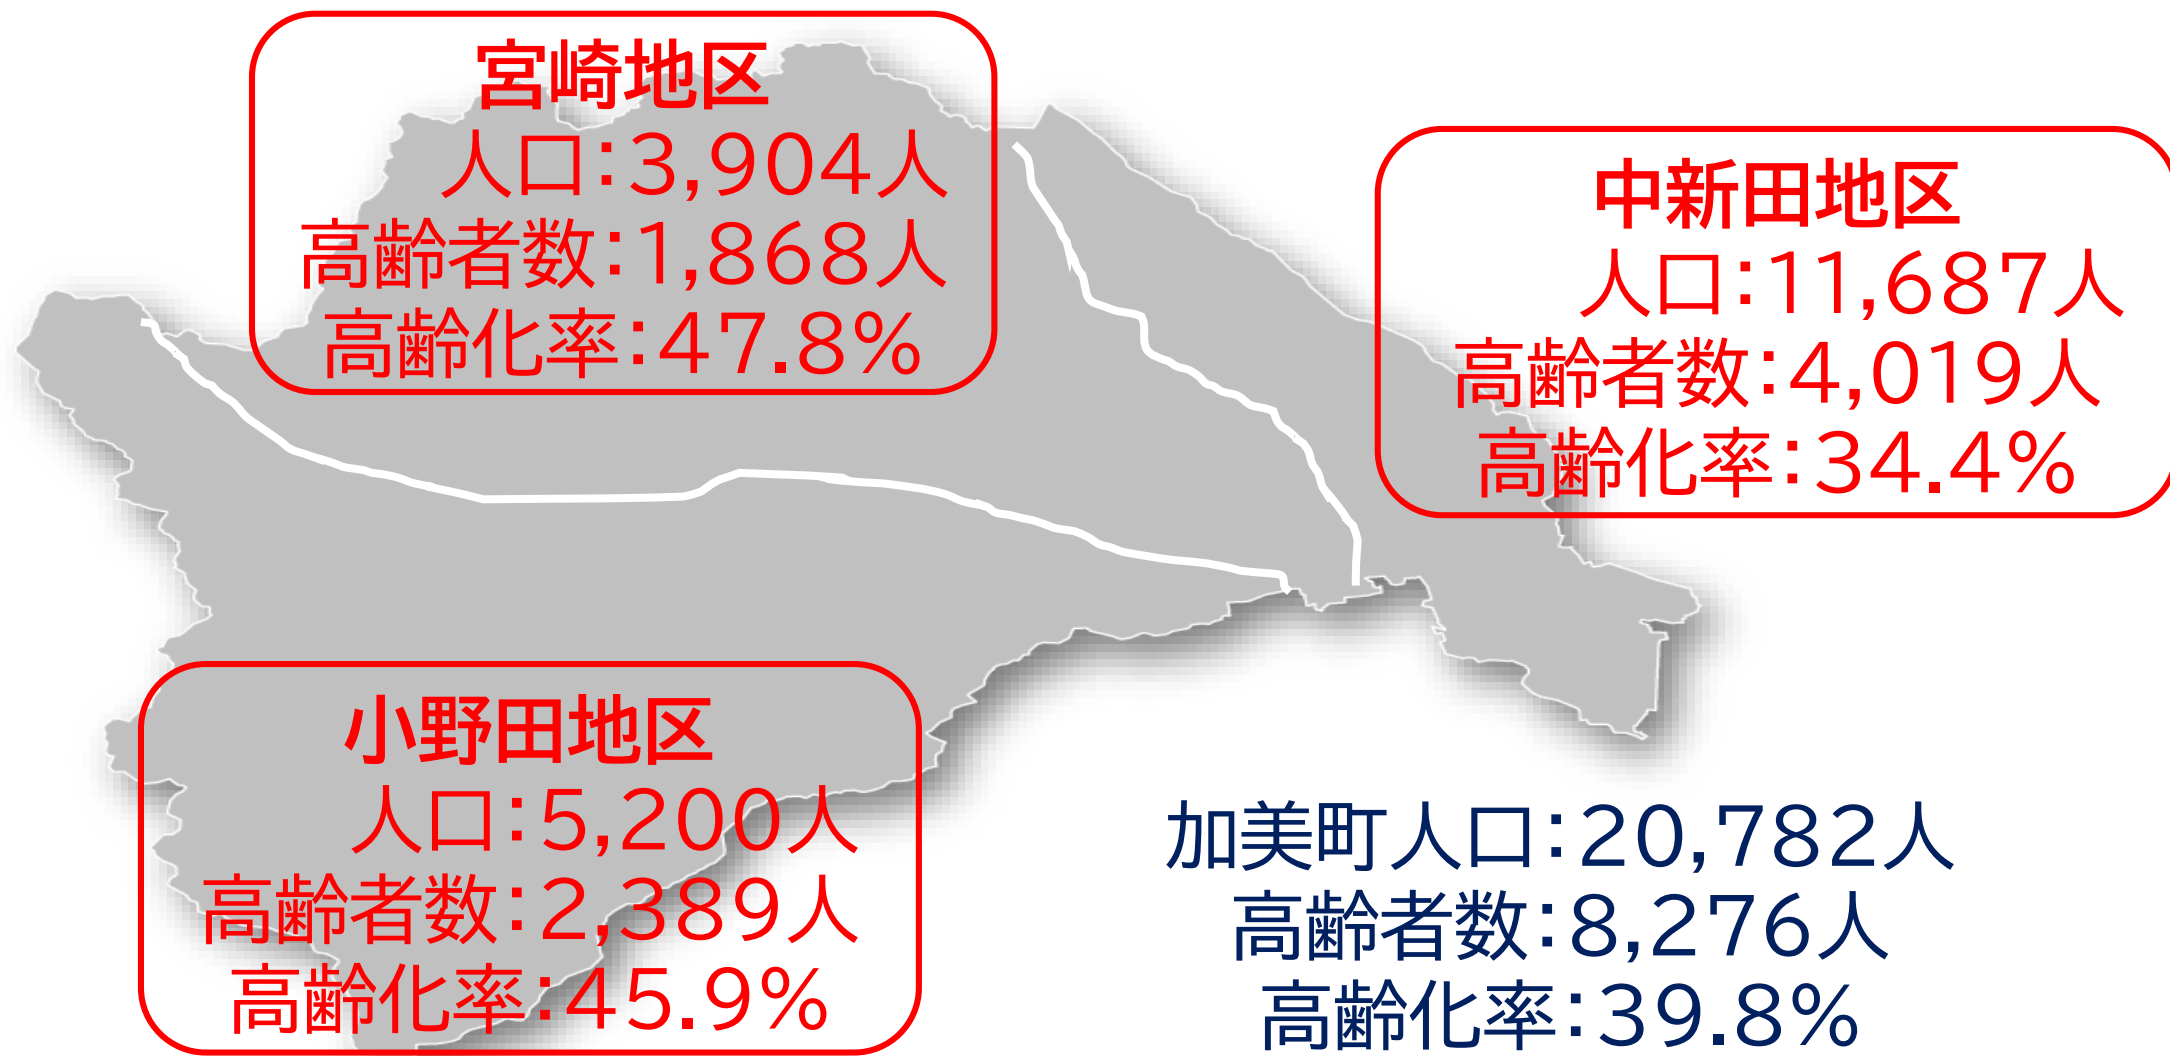 宮崎地区
人口：3,904人
高齢者数：1,868人
高齢化率：47.8%
中新田地区
人口：11,687人
高齢者数：4,019人
高齢化率：34.4%
小野田地区
人口：5,200人
高齢者数：2,389人
高齢化率：45.9%
加美町人口：20,782人
高齢者数：8,276人
高齢化率：39.8%